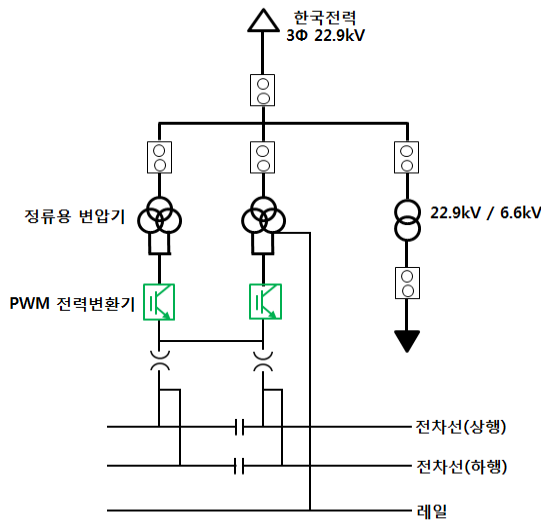 한국전력
3Φ 22.9kV
정류용 변압기
22.9kV / 6.6kV
PWM 전력변환기
전차선(상행)
전차선(하행)
레일